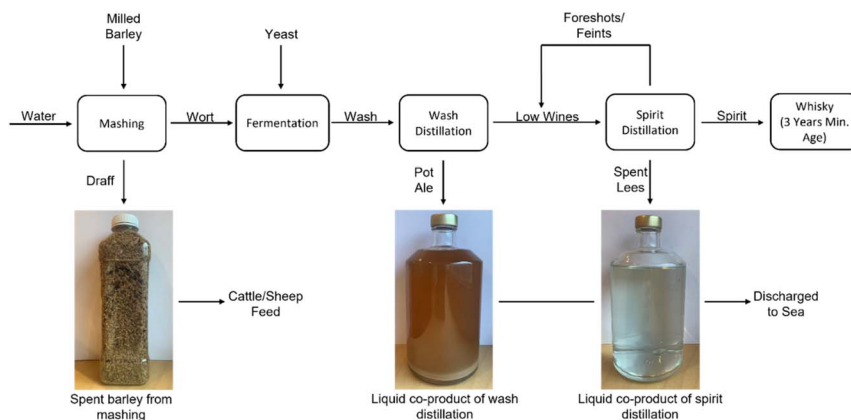 Milled
Barley
Yeast
Foreshots/
Feints
Water
Mashing
Wort
Fermentation
Wash
Wash
Distillation
Low Wines
Spirit
Distillation
Spirit
Whisky
(3 Years Min.
Age)
Draff
Pot
Ale
Spent
Lees
Cattle/Sheep
Feed
Discharged
to Sea
Spent barley from
mashing
Liquid co-product of wash
distillation
Liquid co-product of spirit
distillation